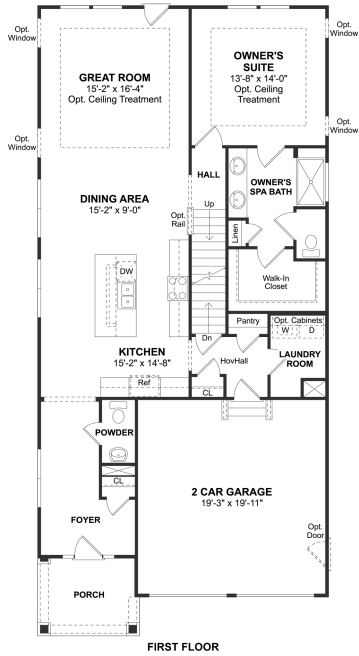 Opt.
Window
Opt.
Window
GREAT ROOM
15'-2" x 16'-4"
Opt. Ceiling Treatment
OWNER'S
SUITE
13'-8" x 14'-0"
Opt. Ceiling
Treatment
Opt.
Window
Opt.
Window
HALL
OWNER'S
SPA BATH
DINING AREA
15'-2" x 9'-0"
Up
Opt.
Rail
Linen
DW
Walk-In
Closet
Pantry
Opt. Cabinets
W
D
Dn
KITCHEN
15'-2" x 14'-8"
HovHall
LAUNDRY
ROOM
Ref
CL
POWDER
CL
2 CAR GARAGE
19'-3" x 19'-11"
FOYER
Opt.
Door
PORCH
FIRST FLOOR